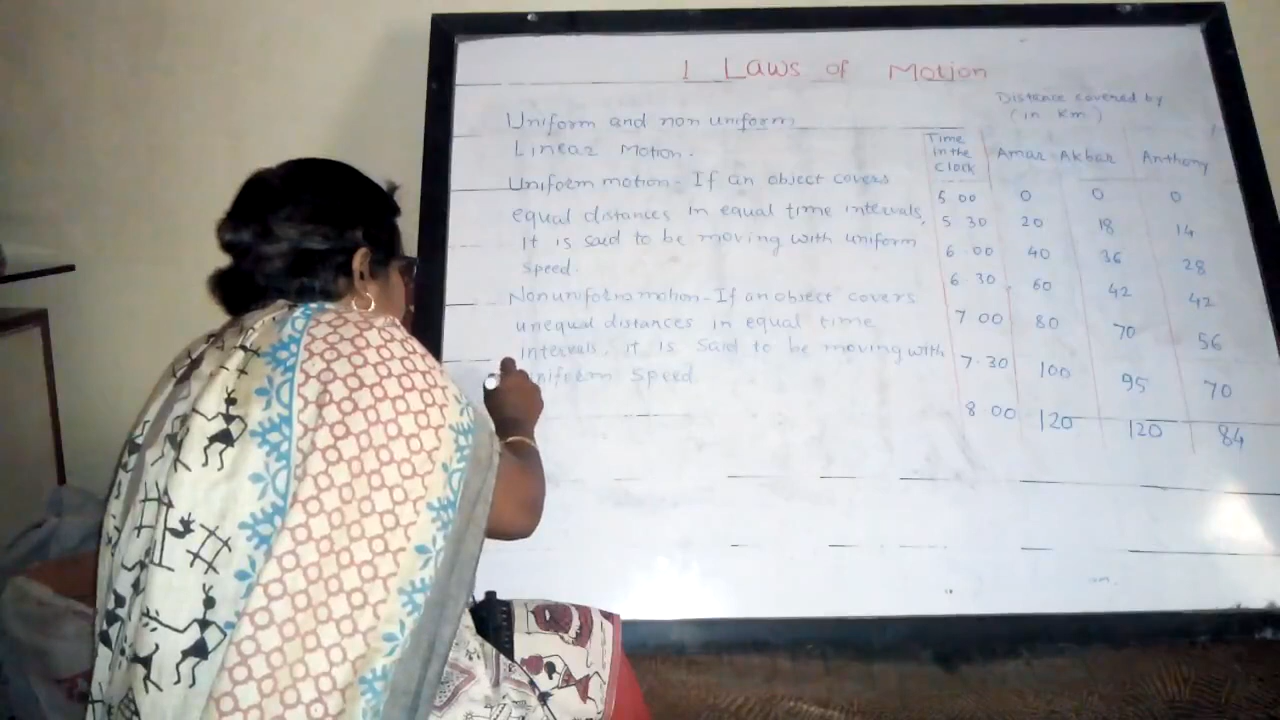 1 Laws of Motion
Uniform and non uniform
Linear Motion.
Uniform motion - If an object covers
equal distances in equal time intervals,
it is said to be moving with uniform
speed.
Nonuniform motion - If an object covers
unequal distances in equal time
intervals, it is said to be moving with
uniform speed
Distance covered by
(in Km)
Time in the clock Amar Akbar Anthony
5 00 0 0 0
5 30 20 18 14
6 00 40 36 28
6 30 60 42 42
7 00 80 70 56
7.30 100 95 70
8 00 120 120 84